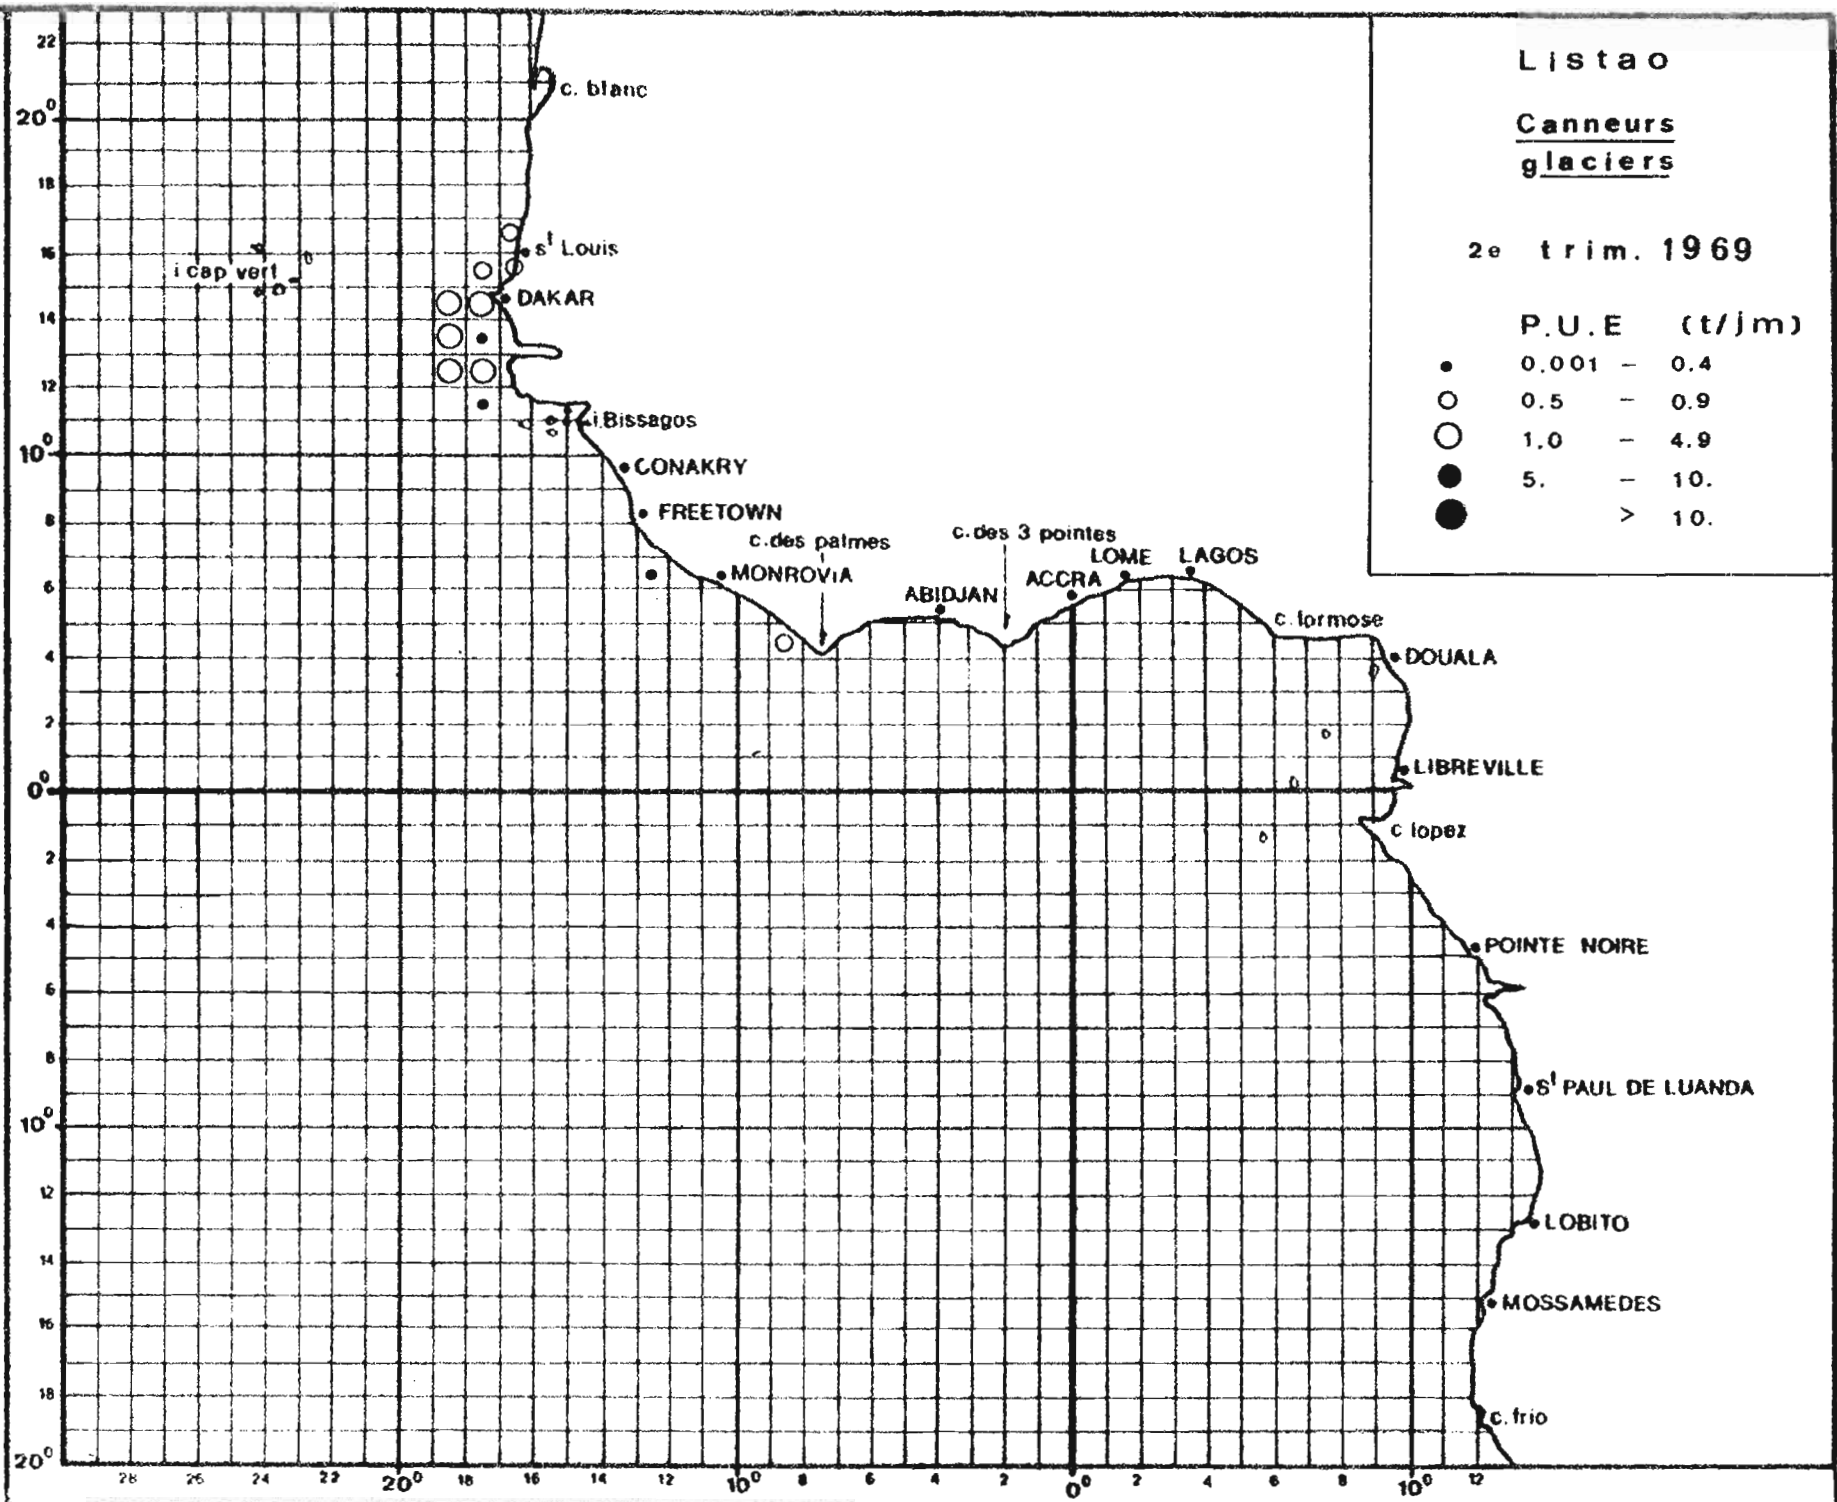 Listao
Canneurs
glaciers
2e trim. 1969
P.U.E (t/jm)
0.001 – 0.4
0.5 – 0.9
1.0 – 4.9
5. – 10.
> 10.
22
20⁰
18
16
14
12
10⁰
8
6
4
2
0⁰
2
4
6
8
10⁰
12
14
16
18
20⁰
c. blanc
sᵗ Louis
i cap vert
DAKAR
i.Bissagos
CONAKRY
FREETOWN
c.des palmes
c.des 3 pointes
MONROViA
ABIDJAN
ACCRA
LOME
LAGOS
c.formose
DOUALA
LIBREVILLE
c lopez
POINTE NOIRE
Sᵗ PAUL DE LUANDA
LOBITO
MOSSAMEDES
c.frio
28 26 24 22 20⁰ 18 16 14 12 10⁰ 8 6 4 2 0⁰ 2 4 6 8 10⁰ 12